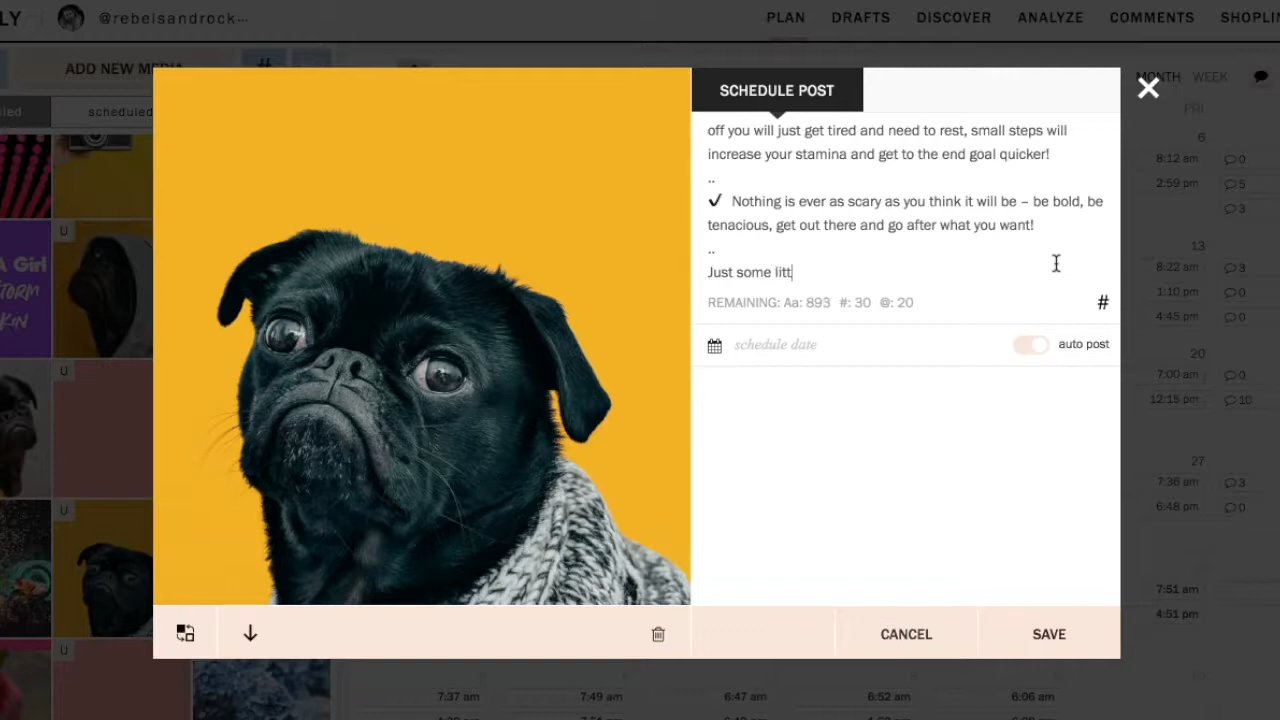 LY
@rebelsandrock...
PLAN
DRAFTS
DISCOVER
ANALYZE
COMMENTS
SHOPLIN
ADD NEW MEDIA
#
MONTH
WEEK
scheduled
FRI
SCHEDULE POST
off you will just get tired and need to rest, small steps will
increase your stamina and get to the end goal quicker!
..
✔ Nothing is ever as scary as you think it will be – be bold, be
tenacious, get out there and go after what you want!
..
Just some litt
REMAINING: Aa: 893 #: 30 @: 20
#
schedule date
auto post
CANCEL
SAVE
6
8:12 am 0
2:59 pm 5
3
13
8:22 am 3
1:10 pm 0
4:45 pm 0
20
7:00 am 0
12:15 pm 10
27
7:36 am 3
6:48 pm 0
7:51 am
4:51 pm
U
A Girl
STORM
SKIN
U
U
U
7:37 am
7:49 am
6:47 am
6:52 am
6:06 am